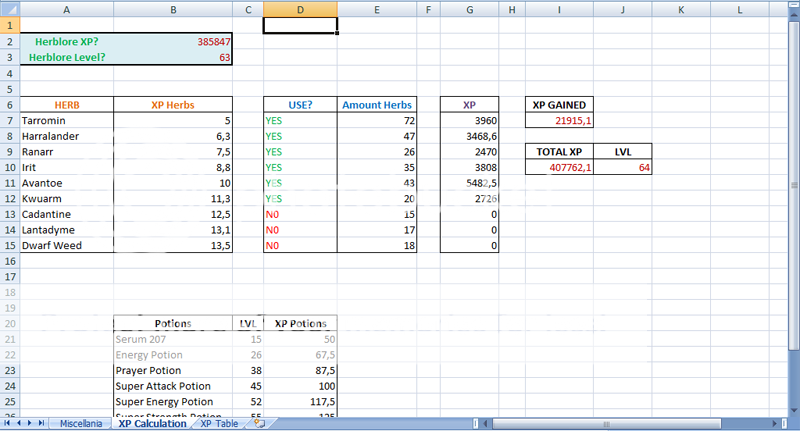 A B C D E F G H I J K L
1
2 Herblore XP? 385847
3 Herblore Level? 63
4
5
6 HERB XP Herbs USE? Amount Herbs XP XP GAINED
7 Tarromin 5 YES 72 3960 21915,1
8 Harralander 6,3 YES 47 3468,6
9 Ranarr 7,5 YES 26 2470 TOTAL XP LVL
10 Irit 8,8 YES 35 3808 407762,1 64
11 Avantoe 10 YES 43 5482,5
12 Kwuarm 11,3 YES 20 2726
13 Cadantine 12,5 N0 15 0
14 Lantadyme 13,1 N0 17 0
15 Dwarf Weed 13,5 N0 18 0
16
17
18
19
20 Potions LVL XP Potions
21 Serum 207 15 50
22 Energy Potion 26 67,5
23 Prayer Potion 38 87,5
24 Super Attack Potion 45 100
25 Super Energy Potion 52 117,5
26 Super Strength Potion 55 125
Miscellania XP Calculation XP Table